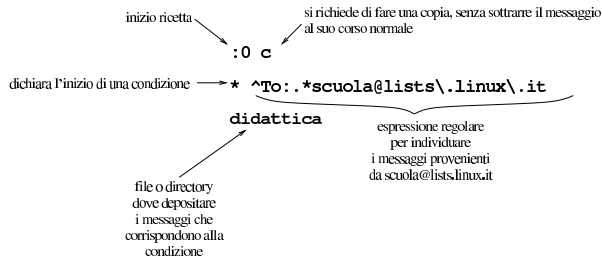 inizio ricetta
si richiede di fare una copia, senza sottrarre il messaggio
al suo corso normale
:0 c
dichiara l'inizio di una condizione
* ^To:.*scuola@lists\.linux\.it
didattica
espressione regolare
per individuare
i messaggi provenienti
da scuola@lists.linux.it
file o directory
dove depositare
i messaggi che
corrispondono alla
condizione